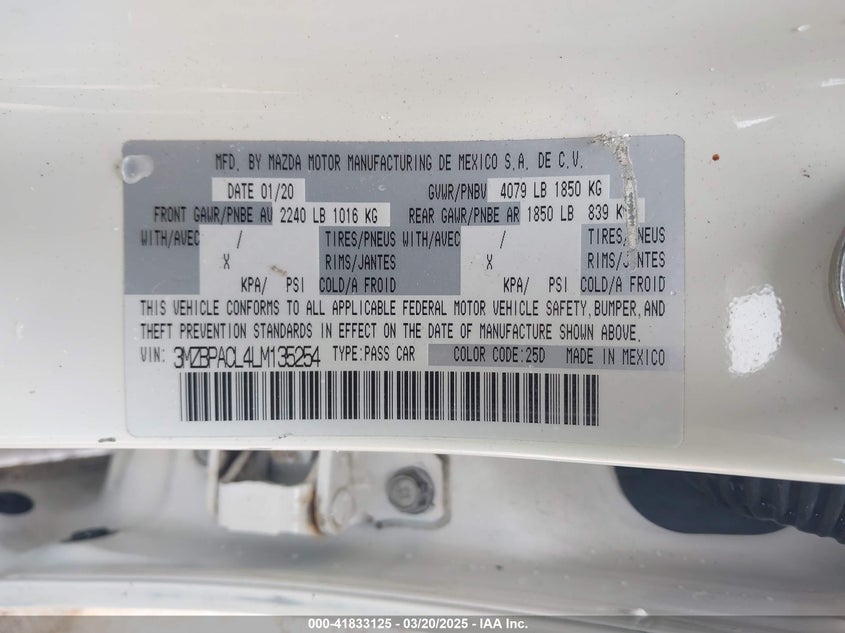 MFD. BY MAZDA MOTOR MANUFACTURING DE MEXICO S.A. DE C.V.
DATE 01/20 GVWR/PNBV 4079 LB 1850 KG
FRONT GAWR/PNBE AV 2240 LB 1016 KG REAR GAWR/PNBE AR 1850 LB 839 KG
WITH/AVEC / TIRES/PNEUS WITH/AVEC / TIRES/PNEUS
X RIMS/JANTES X RIMS/JANTES
KPA/ PSI COLD/A FROID KPA/ PSI COLD/A FROID
THIS VEHICLE CONFORMS TO ALL APPLICABLE FEDERAL MOTOR VEHICLE SAFETY, BUMPER, AND
THEFT PREVENTION STANDARDS IN EFFECT ON THE DATE OF MANUFACTURE SHOWN ABOVE.
VIN: 3MZBPACL4LM135254 TYPE:PASS CAR COLOR CODE:25D MADE IN MEXICO
000-41833125 - 03/20/2025 - IAA Inc.